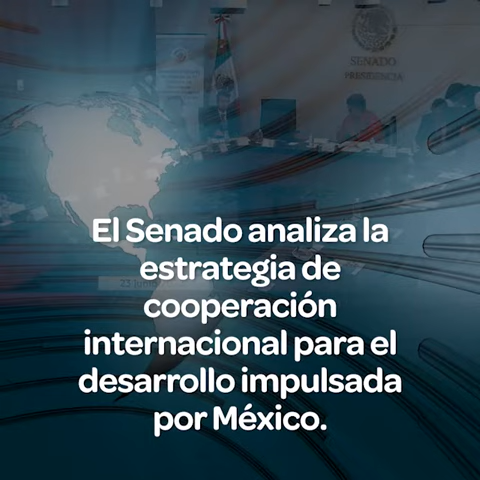 SENADO
PRESIDENCIA
El Senado analiza la
estrategia de
cooperación
internacional para el
desarrollo impulsada
por México.